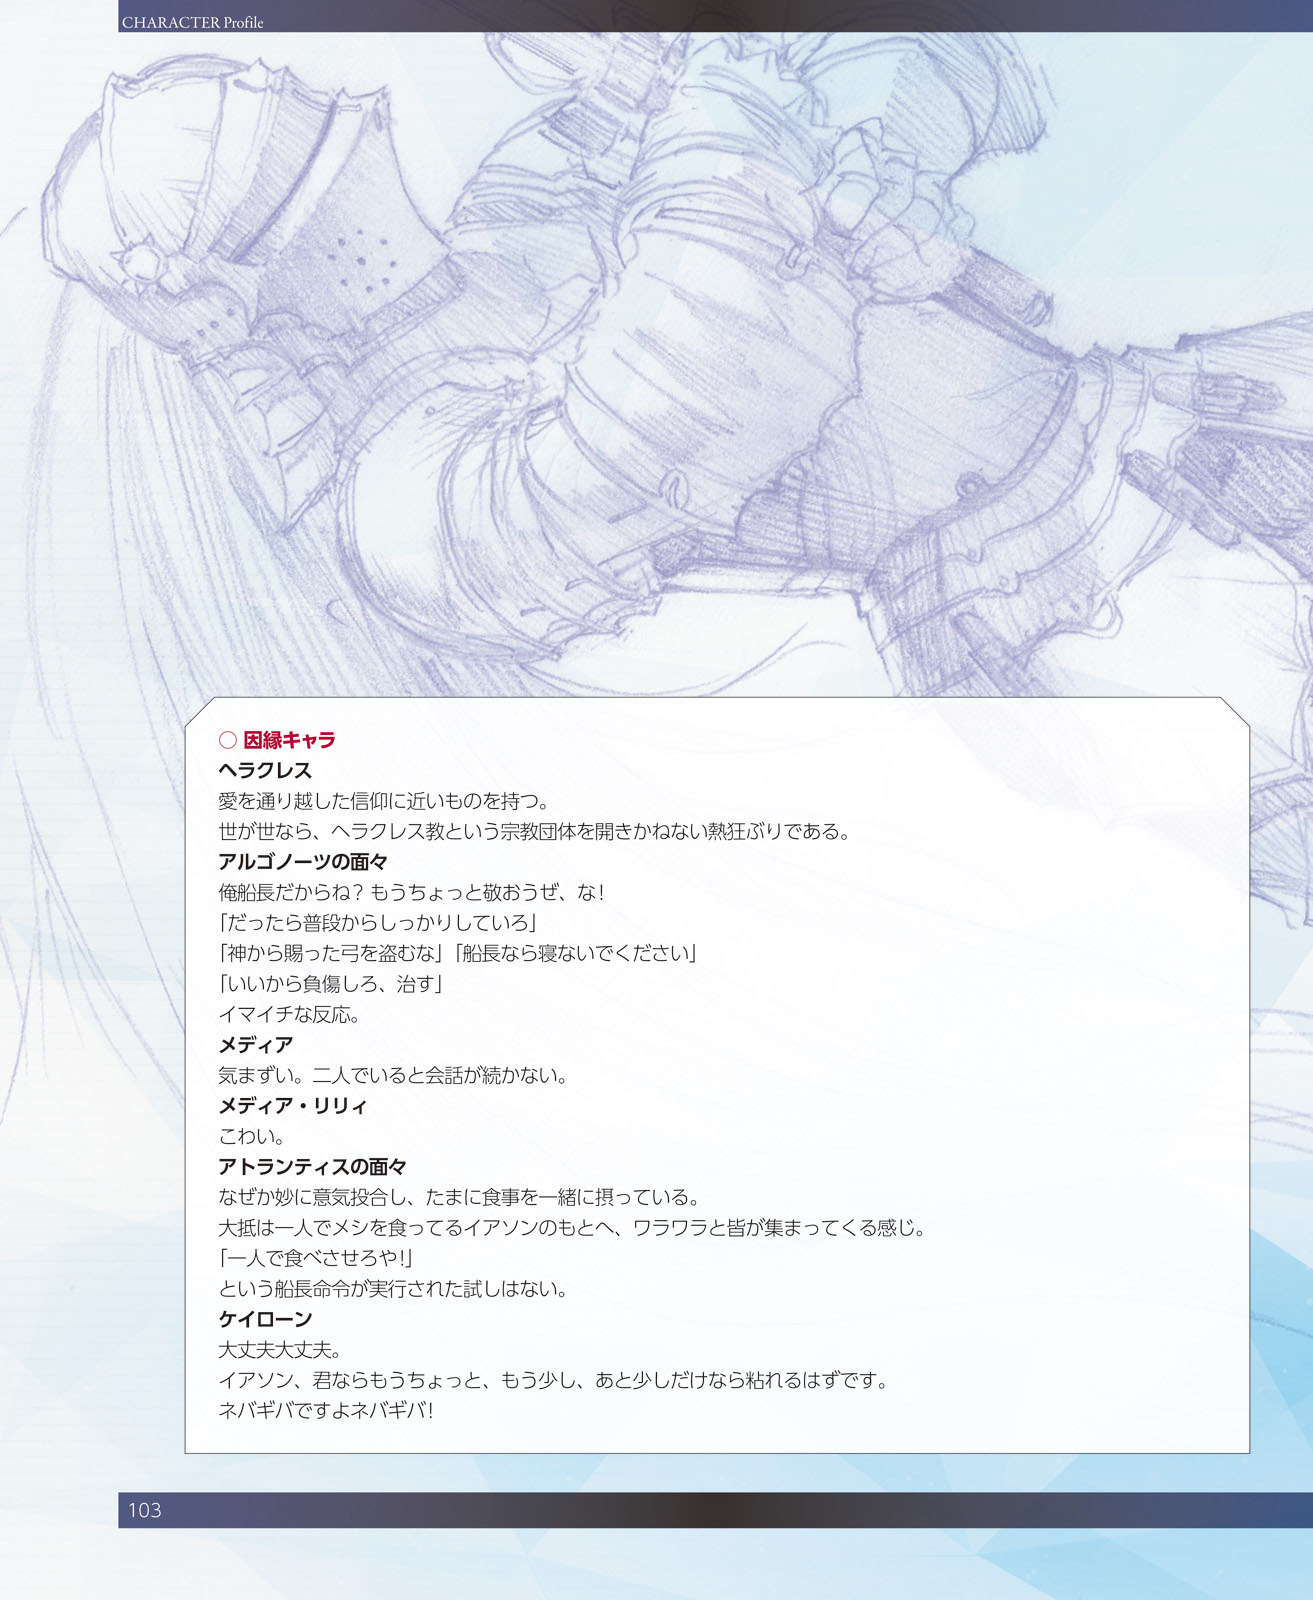 CHARACTER Profile
○ 因縁キャラ
ヘラクレス
愛を通り越した信仰に近いものを持つ。
世が世なら、ヘラクレス教という宗教団体を開きかねない熱狂ぶりである。
アルゴノーツの面々
俺船長だからね? もうちょっと敬おうぜ、な!
「だったら普段からしっかりしていろ」
「神から賜った弓を盗むな」「船長なら寝ないでください」
「いいから負傷しろ、治す」
イマイチな反応。
メディア
気まずい。二人でいると会話が続かない。
メディア・リリィ
こわい。
アトランティスの面々
なぜか妙に意気投合し、たまに食事を一緒に摂っている。
大抵は一人でメシを食ってるイアソンのもとへ、ワラワラと皆が集まってくる感じ。
「一人で食べさせろや!」
という船長命令が実行された試しはない。
ケイローン
大丈夫大丈夫。
イアソン、君ならもうちょっと、もう少し、あと少しだけなら粘れるはずです。
ネバギバですよネバギバ!
103